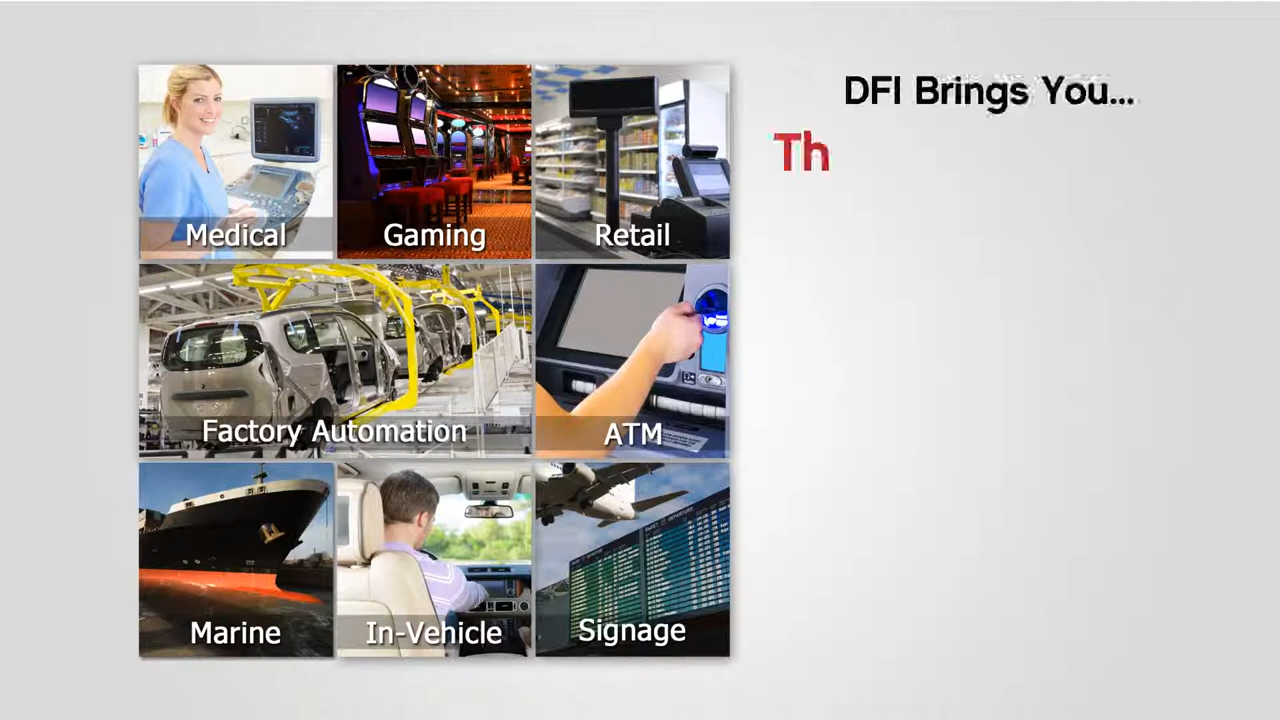 DFI Brings You...
Th
Medical
Gaming
Retail
Factory Automation
ATM
Marine
In-Vehicle
Signage